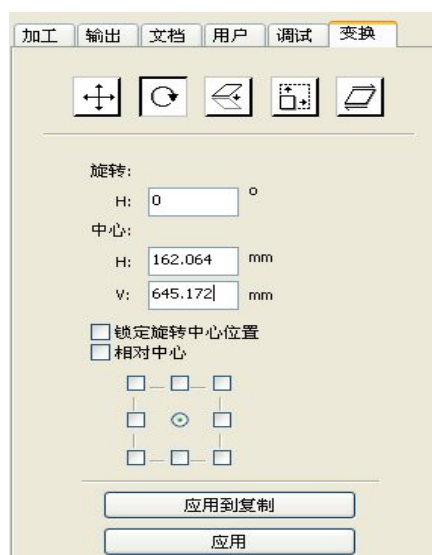 加工 输出 文档 用户 调试 变换
旋转:
H: 0 °
中心:
H: 162.064 mm
V: 645.172 mm
锁定旋转中心位置
相对中心
应用到复制
应用